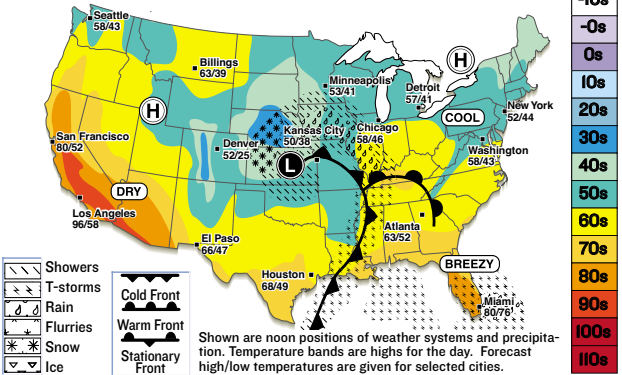 Seattle
58/43
Billings
63/39
Minneapolis
53/41
H
Detroit
57/41
H
New York
52/44
COOL
San Francisco
80/52
Denver
52/25
Kansas City
50/38
Chicago
58/46
Washington
58/43
L
DRY
Los Angeles
96/58
Atlanta
63/52
El Paso
66/47
BREEZY
Houston
68/49
Miami
80/76
Showers
T-storms
Rain
Flurries
Snow
Ice
Cold Front
Warm Front
Stationary
Front
Shown are noon positions of weather systems and precipita-
tion. Temperature bands are highs for the day. Forecast
high/low temperatures are given for selected cities.
-10s
-0s
0s
10s
20s
30s
40s
50s
60s
70s
80s
90s
100s
110s